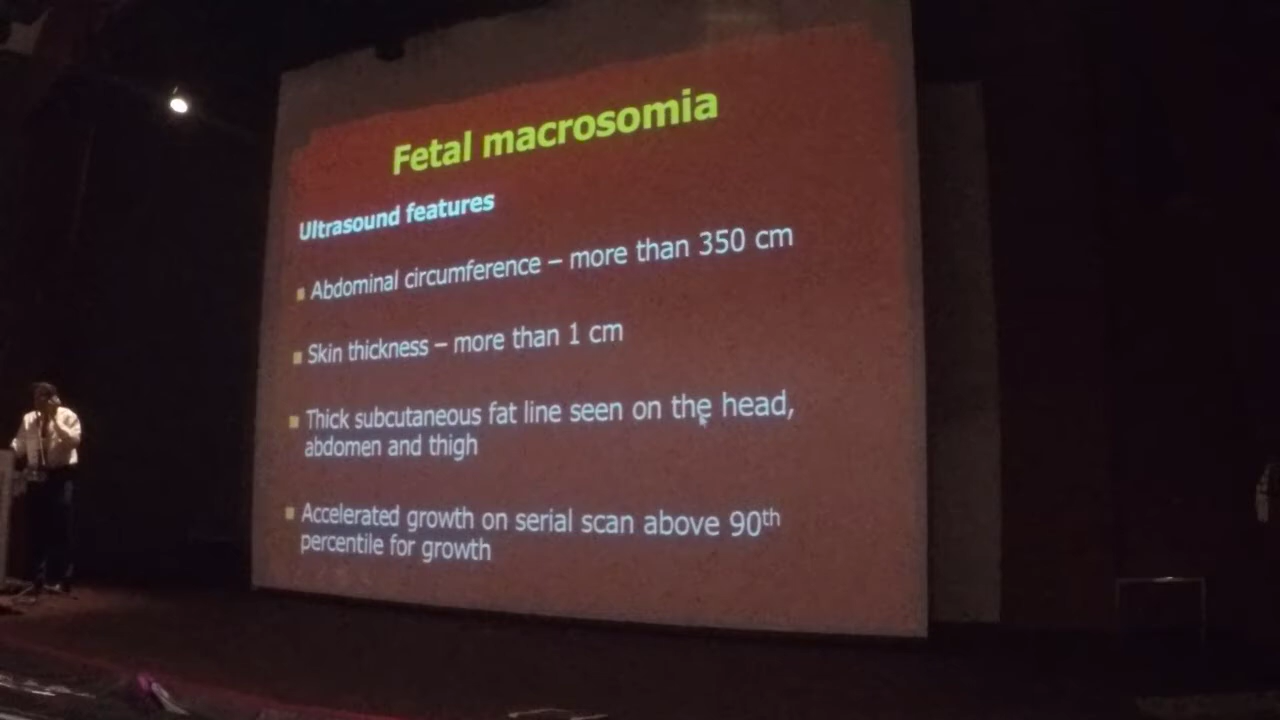 Fetal macrosomia
Ultrasound features
Abdominal circumference – more than 350 cm
Skin thickness – more than 1 cm
Thick subcutaneous fat line seen on the head,
abdomen and thigh
Accelerated growth on serial scan above 90th
percentile for growth